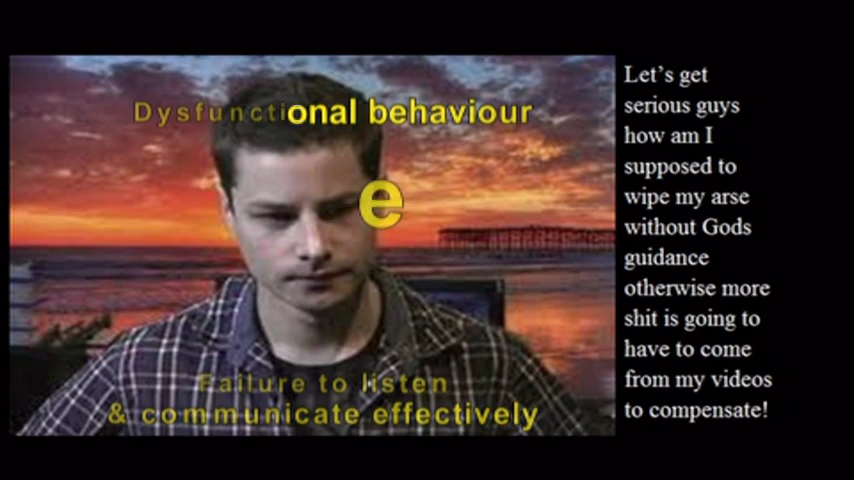 Dysfunctional behaviour
e
Failure to listen
& communicate effectively
Let's get
serious guys
how am I
supposed to
wipe my arse
without Gods
guidance
otherwise more
shit is going to
have to come
from my videos
to compensate!